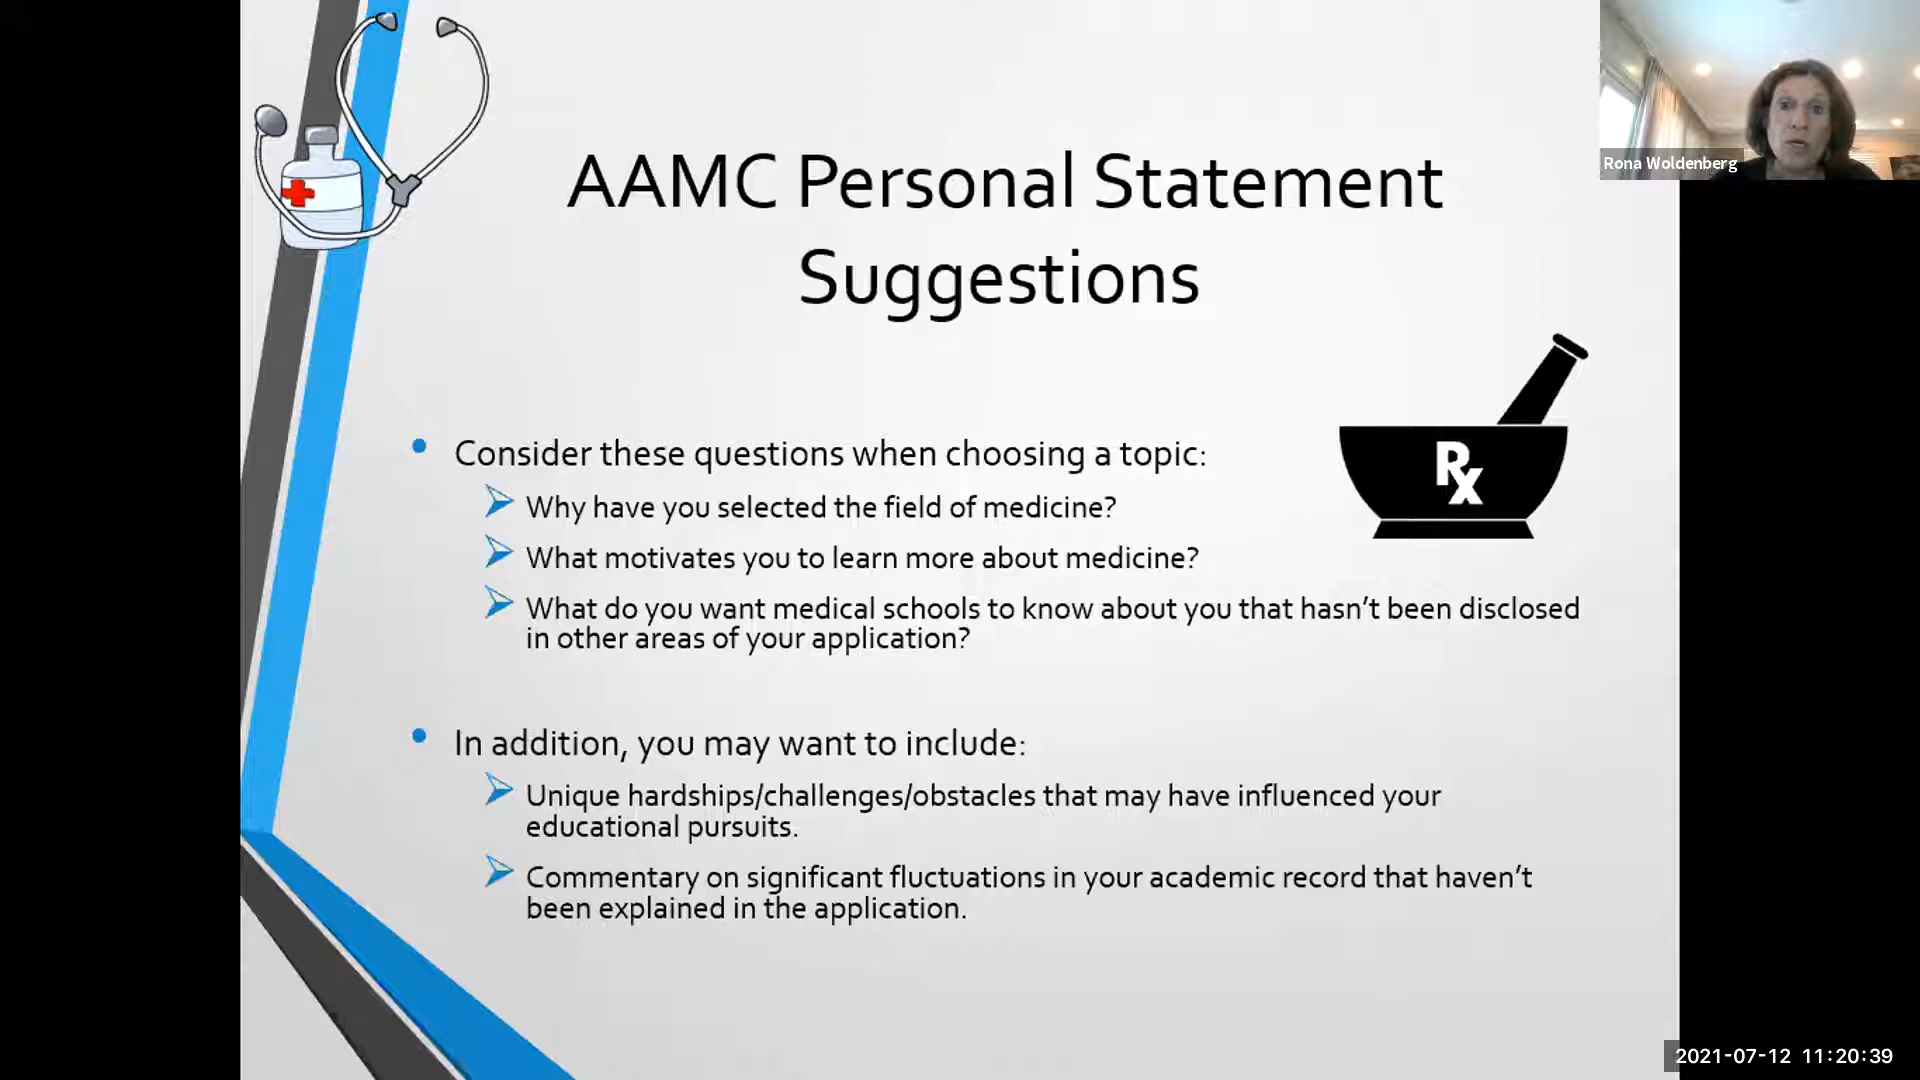 Rona Woldenberg
AAMC Personal Statement
Suggestions
Rx
• Consider these questions when choosing a topic:
➢ Why have you selected the field of medicine?
➢ What motivates you to learn more about medicine?
➢ What do you want medical schools to know about you that hasn’t been disclosed
in other areas of your application?
• In addition, you may want to include:
➢ Unique hardships/challenges/obstacles that may have influenced your
educational pursuits.
➢ Commentary on significant fluctuations in your academic record that haven’t
been explained in the application.
2021-07-12 11:20:39